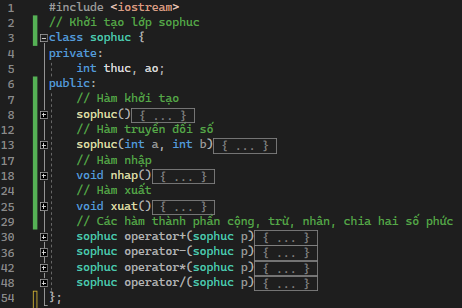 1 #include <iostream>
2 // Khởi tạo lớp sophuc
3 class sophuc {
4 private:
5 int thuc, ao;
6 public:
7 // Hàm khởi tạo
8 sophuc(){ ... }
12 // Hàm truyền đối số
13 sophuc(int a, int b){ ... }
17 // Hàm nhập
18 void nhap(){ ... }
24 // Hàm xuất
25 void xuat(){ ... }
29 // Các hàm thành phần cộng, trừ, nhân, chia hai số phức
30 sophuc operator+(sophuc p){ ... }
36 sophuc operator-(sophuc p){ ... }
42 sophuc operator*(sophuc p){ ... }
48 sophuc operator/(sophuc p){ ... }
54 };